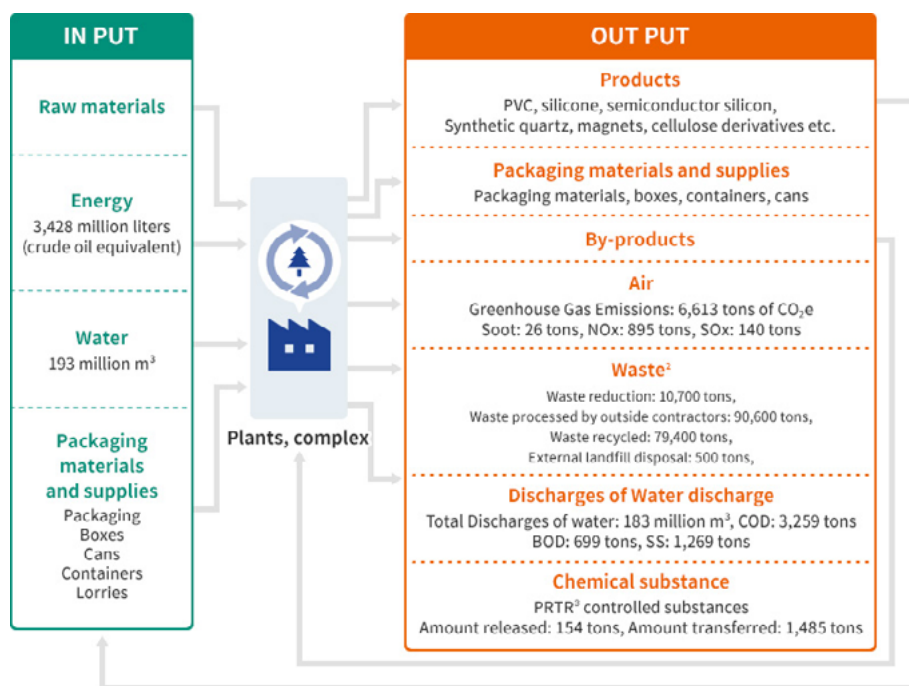 IN PUT
Raw materials
Energy
3,428 million liters
(crude oil equivalent)
Water
193 million m³
Packaging
materials
and supplies
Packaging
Boxes
Cans
Containers
Lorries
Plants, complex
OUT PUT
Products
PVC, silicone, semiconductor silicon,
Synthetic quartz, magnets, cellulose derivatives etc.
Packaging materials and supplies
Packaging materials, boxes, containers, cans
By-products
Air
Greenhouse Gas Emissions: 6,613 tons of CO₂e
Soot: 26 tons, NOx: 895 tons, SOx: 140 tons
Waste²
Waste reduction: 10,700 tons,
Waste processed by outside contractors: 90,600 tons,
Waste recycled: 79,400 tons,
External landfill disposal: 500 tons,
Discharges of Water discharge
Total Discharges of water: 183 million m³, COD: 3,259 tons
BOD: 699 tons, SS: 1,269 tons
Chemical substance
PRTR³ controlled substances
Amount released: 154 tons, Amount transferred: 1,485 tons